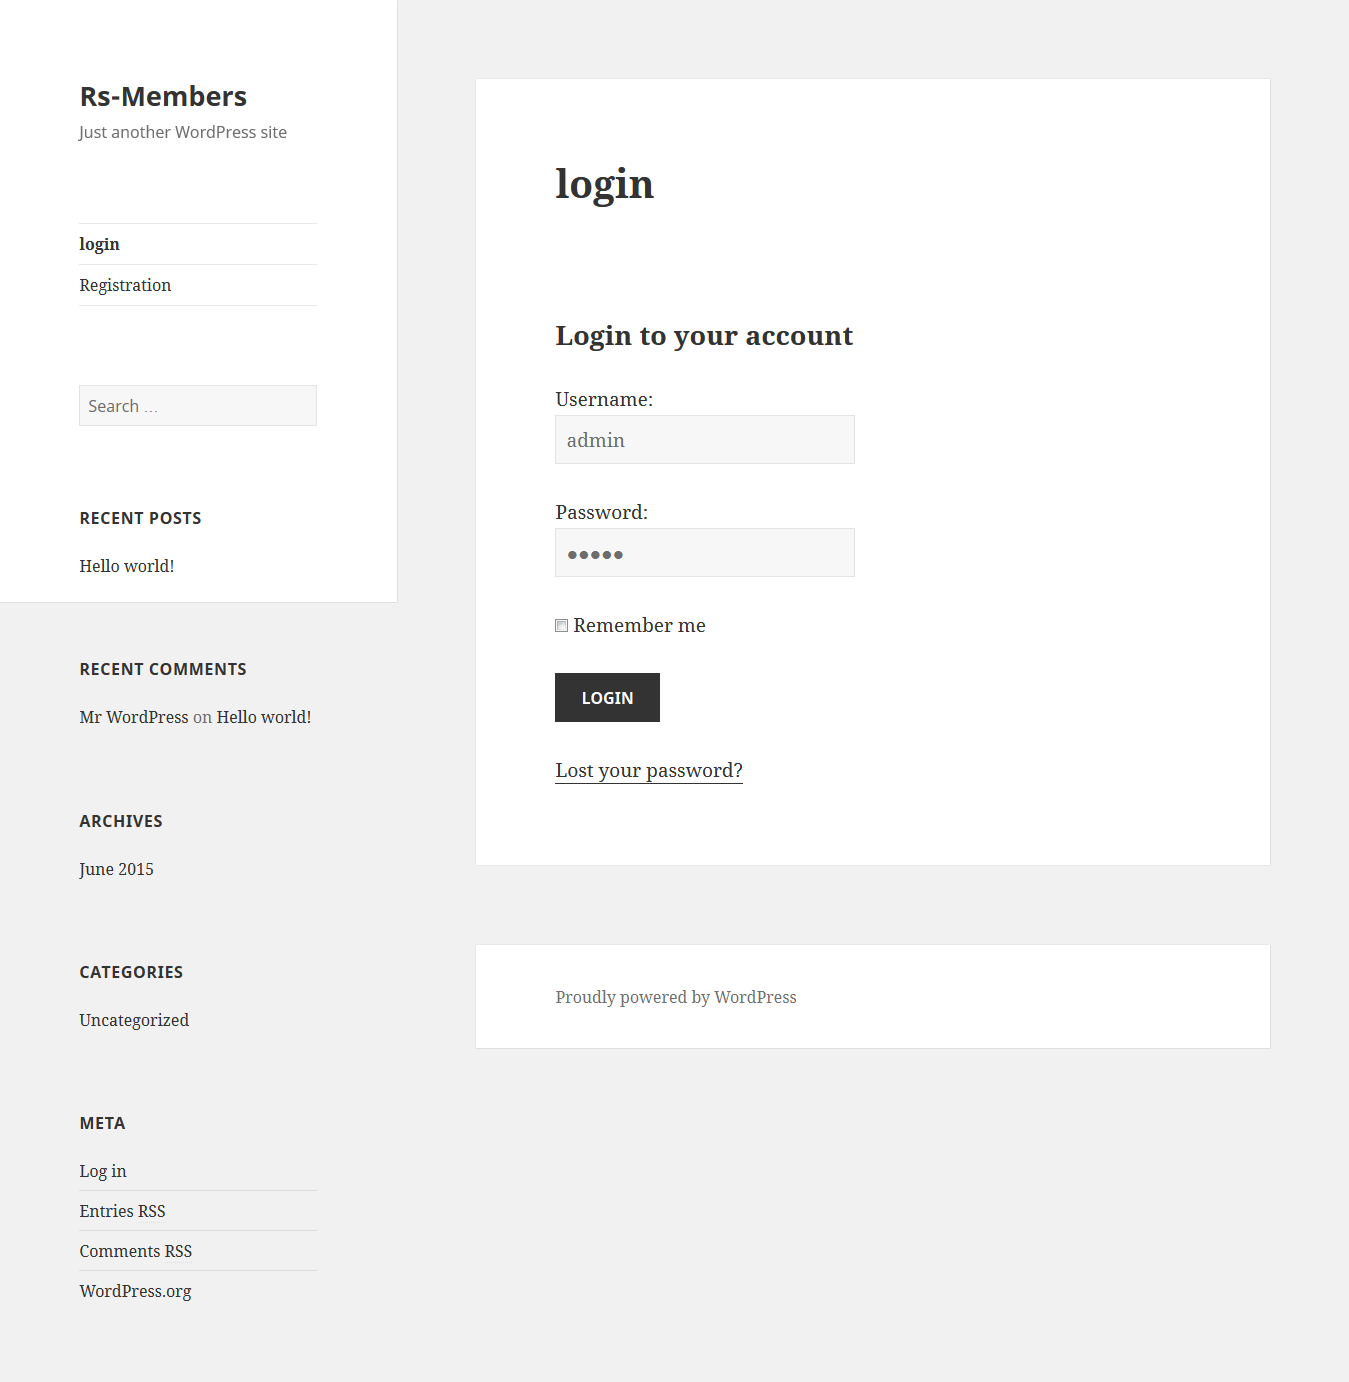 Rs-Members
Just another WordPress site
login
Registration
Search …
RECENT POSTS
Hello world!
RECENT COMMENTS
Mr WordPress on Hello world!
ARCHIVES
June 2015
CATEGORIES
Uncategorized
META
Log in
Entries RSS
Comments RSS
WordPress.org
login
Login to your account
Username:
admin
Password:
●●●●●
Remember me
LOGIN
Lost your password?
Proudly powered by WordPress